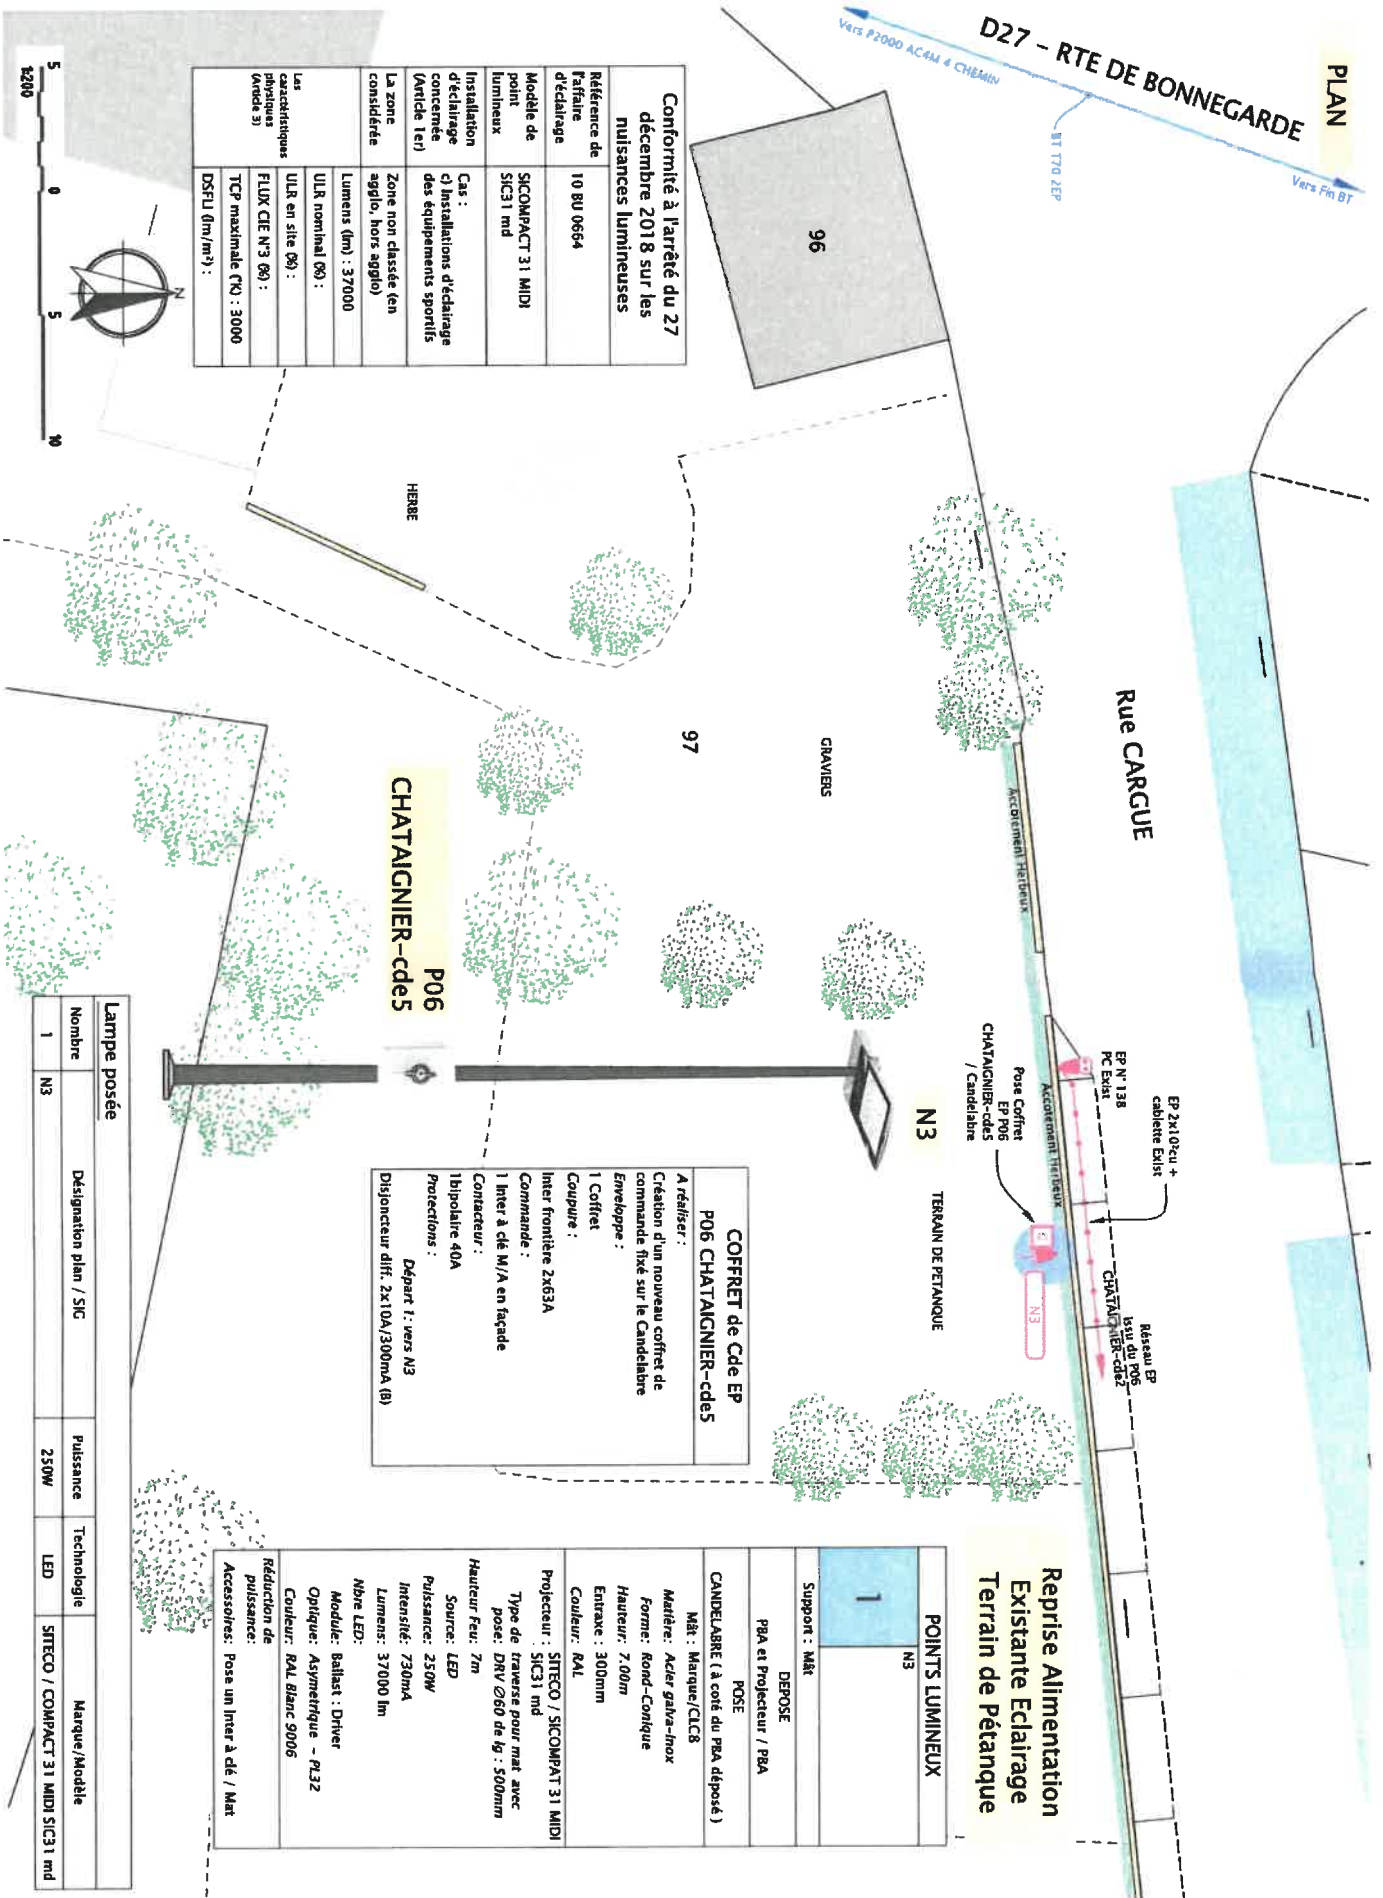 PLAN
D27 - RTE DE BONNEGARDE
Vers P2000 AC4M 4 CHEMIN
Vers Fin BT
BT T70 2EP
96
Rue CARGUE
Conformité à l'arrêté du 27
décembre 2018 sur les
nuisances lumineuses
Référence de
l'affaire
d'éclairage
10 BU 0664
Modèle de
point
lumineux
SICOMPACT 31 MIDI
SIC31 md
Installation
d'éclairage
concernée
(Article 1er)
Cas :
c) Installations d'éclairage
des équipements sportifs
La zone
considérée
Zone non classée (en
agglo, hors agglo)
Les
caractéristiques
physiques
(Article 3)
Lumens (lm) : 37000
ULR nominal (%) :
ULR en site (%) :
FLUX CIE N°3 (%) :
TCP maximale (°K) : 3000
DSFLI (lm/m²) :
N
5 0 5 10
1:200
HERBE
97
GRAVIERS
Accotement Herbeux
Accotement Herbeux
P06
CHATAIGNIER-cde5
EP N° 138
PC Exist
EP 2x10²cu +
cablette Exist
Pose Coffret
EP P06
CHATAIGNIER-cde5
/ Candelabre
N3
N3
TERRAIN DE PETANQUE
Réseau EP
issu du P06
CHATAIGNIER-cde2
COFFRET de Cde EP
P06 CHATAIGNIER-cde5
A réaliser :
Création d'un nouveau coffret de
commande fixé sur le Candelabre
Enveloppe :
1 Coffret
Coupure :
Inter frontière 2x63A
Commande :
1 Inter à clé M/A en façade
Contacteur :
1bipolaire 40A
Protections :
Départ 1: vers N3
Disjoncteur diff. 2x10A/300mA (B)
Reprise Alimentation
Existante Eclairage
Terrain de Pétanque
POINTS LUMINEUX
1
N3
Support : Mât
DEPOSE
PBA et Projecteur / PBA
POSE
CANDELABRE ( à coté du PBA déposé )
Mât : Marque/CLC8
Matière: Acier galva-inox
Forme: Rond-Conique
Hauteur: 7.00m
Entraxe : 300mm
Couleur: RAL
Projecteur : SITECO / SICOMPAT 31 MIDI
SIC31 md
Type de traverse pour mat avec
pose: DRV Ø60 de lg : 500mm
Hauteur Feu: 7m
Source: LED
Puissance: 250W
Intensité: 730mA
Lumens: 37000 lm
Nbre LED:
Module: Ballast : Driver
Optique: Asymetrique - PL32
Couleur: RAL Blanc 9006
Réduction de
puissance:
Accessoires: Pose un Inter à clé / Mat
Lampe posée
Nombre Désignation plan / SIG Puissance Technologie Marque/Modèle
1 N3 250W LED SITECO / COMPACT 31 MIDI SIC31 md